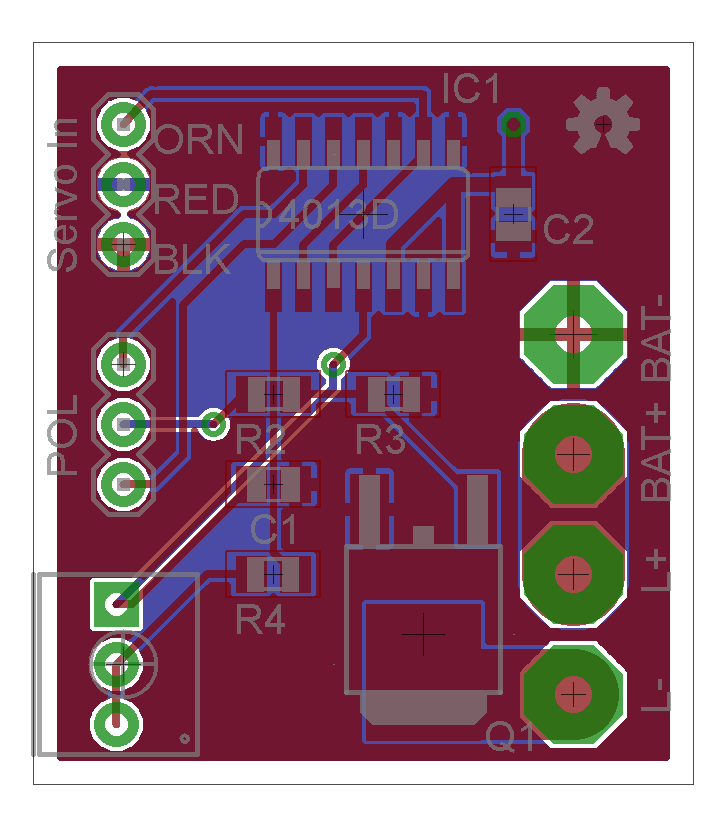 IC1
Servo In
ORN
RED
BLK
4013D
C2
BAT-
POL
R2
R3
BAT+
C1
L+
R4
L-
Q1